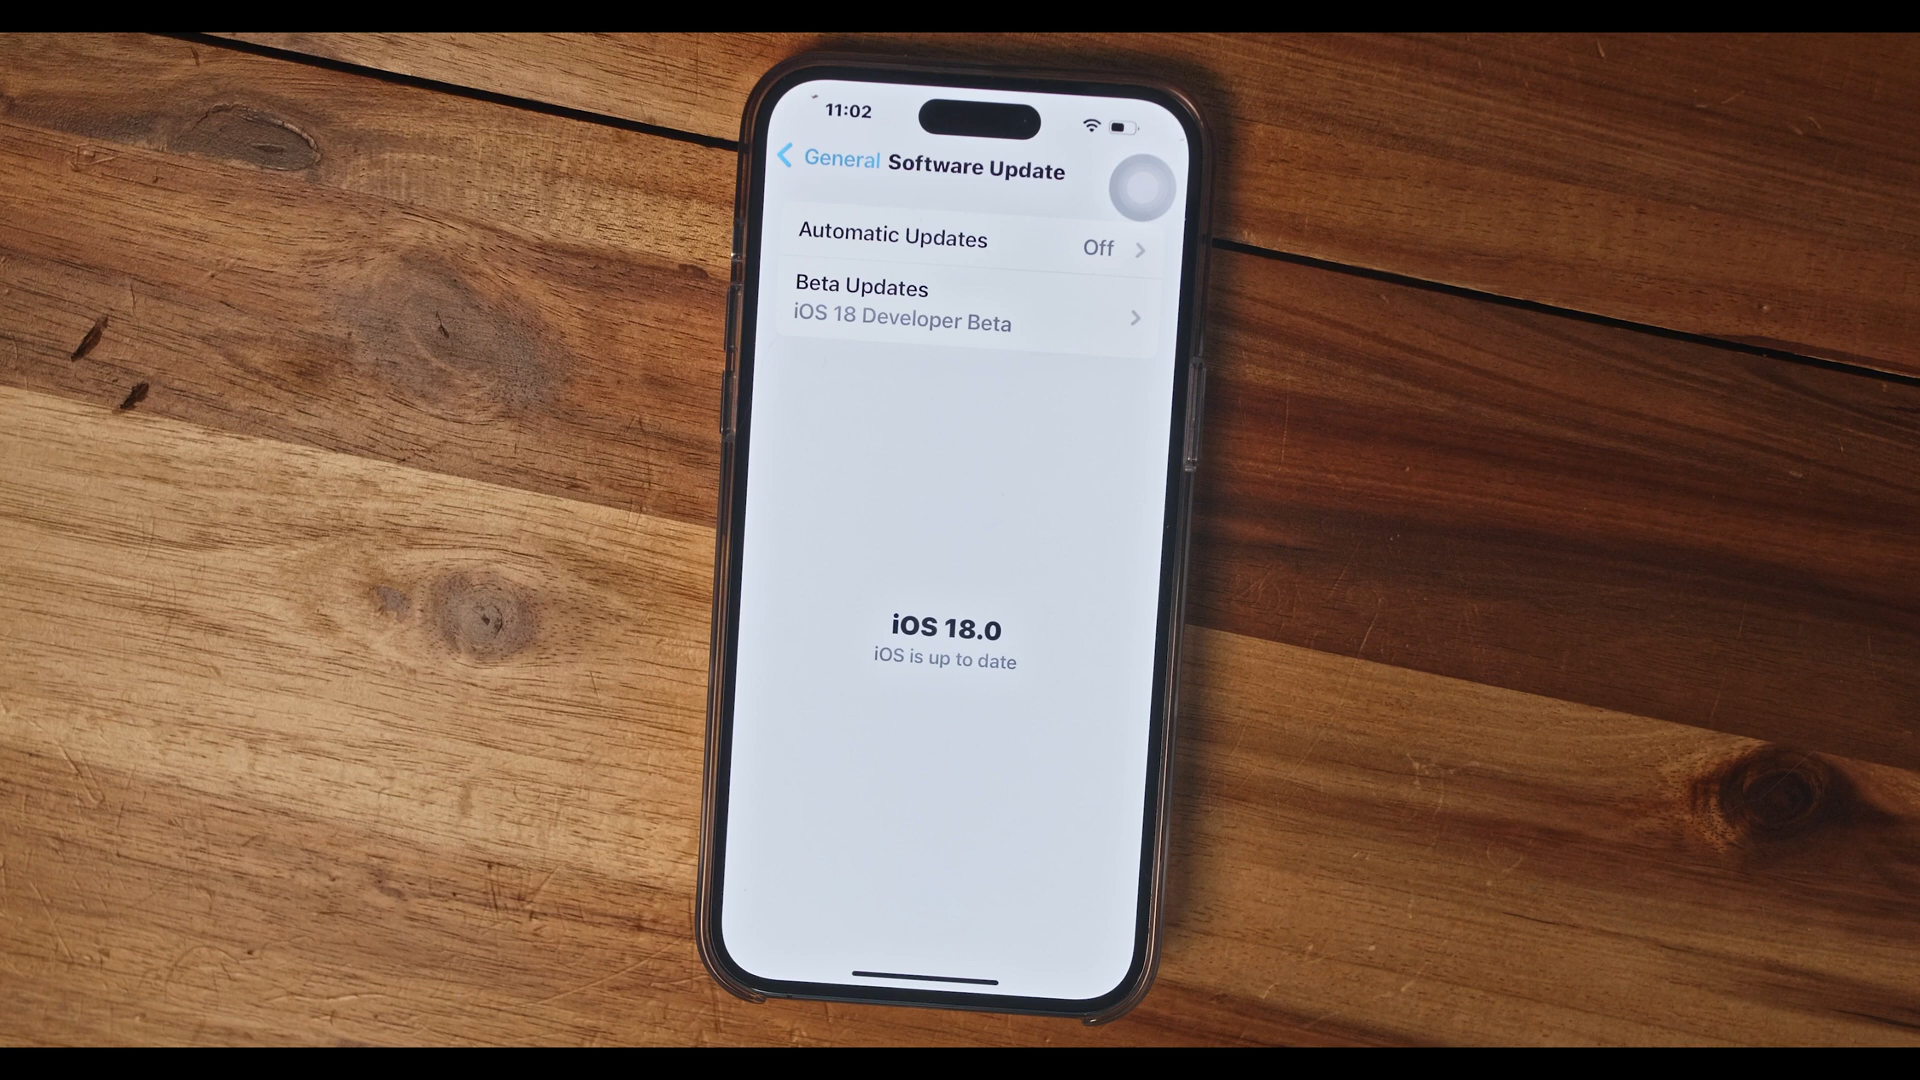 11:02
General Software Update
Automatic Updates Off
Beta Updates
iOS 18 Developer Beta
iOS 18.0
iOS is up to date